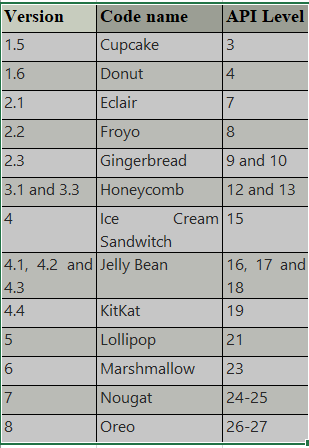 Version Code name API Level
1.5 Cupcake 3
1.6 Donut 4
2.1 Eclair 7
2.2 Froyo 8
2.3 Gingerbread 9 and 10
3.1 and 3.3 Honeycomb 12 and 13
4 Ice Cream 15
Sandwitch
4.1, 4.2 and Jelly Bean 16, 17 and
4.3 18
4.4 KitKat 19
5 Lollipop 21
6 Marshmallow 23
7 Nougat 24-25
8 Oreo 26-27